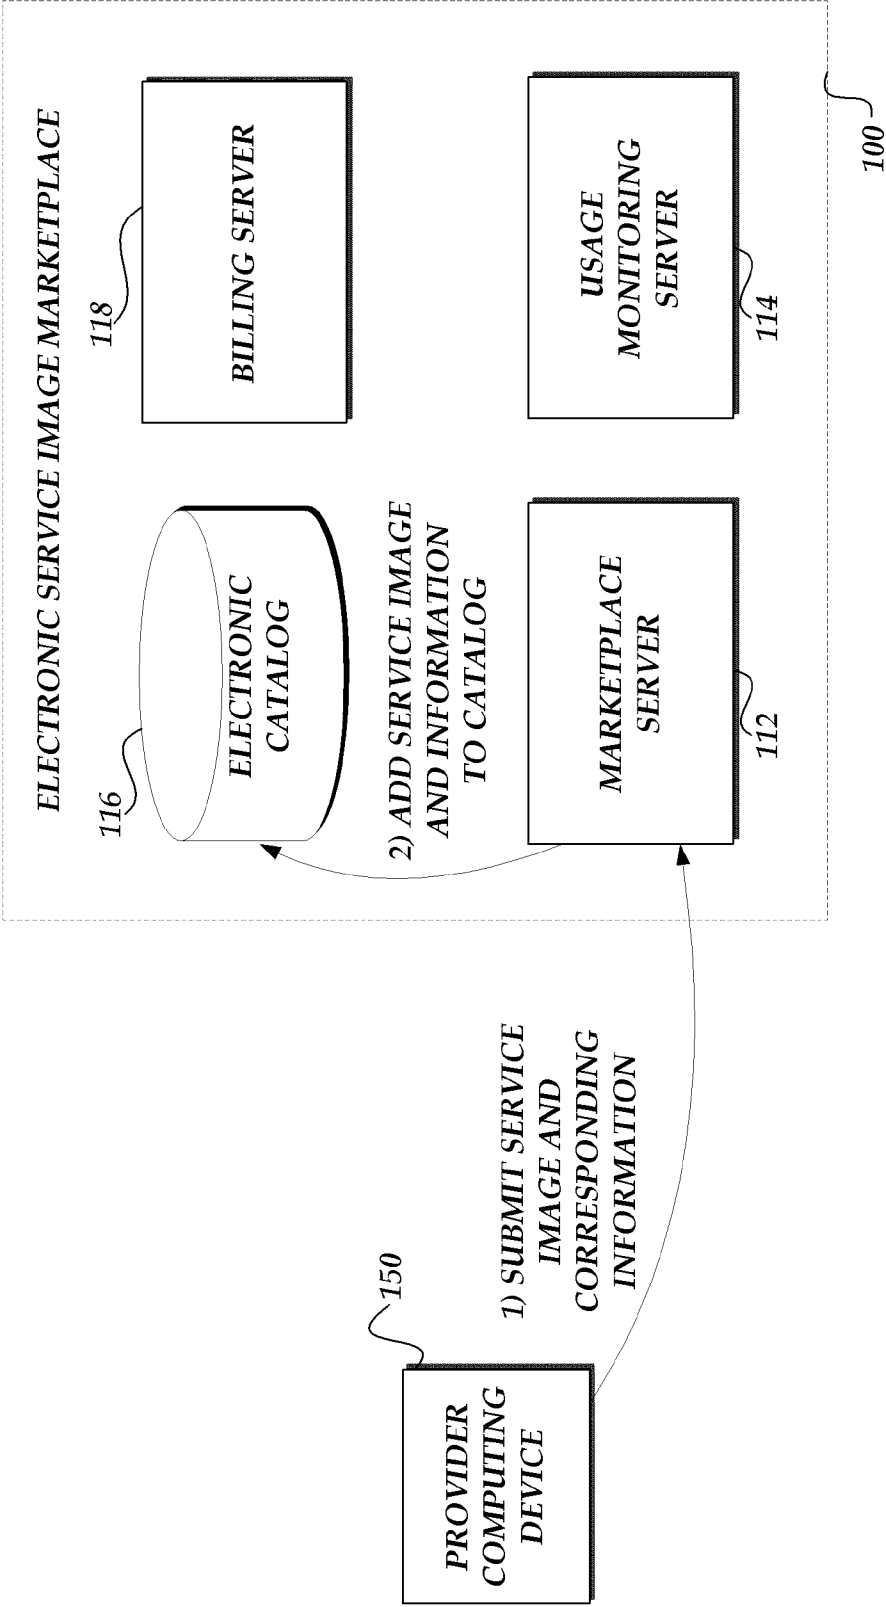 ELECTRONIC SERVICE IMAGE MARKETPLACE
116
118
ELECTRONIC
CATALOG
BILLING SERVER
150
PROVIDER
COMPUTING
DEVICE
1) SUBMIT SERVICE
IMAGE AND
CORRESPONDING
INFORMATION
2) ADD SERVICE IMAGE
AND INFORMATION
TO CATALOG
MARKETPLACE
SERVER
USAGE
MONITORING
SERVER
112
114
100